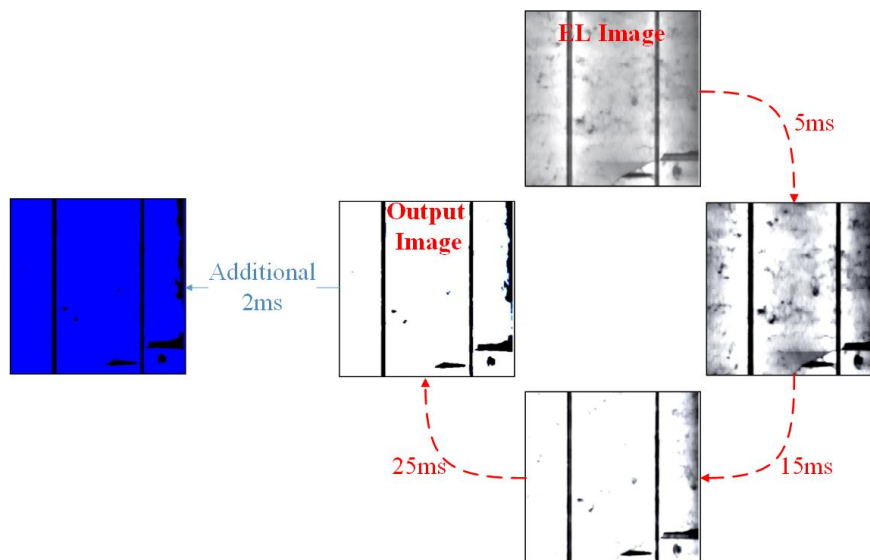 EL Image
5ms
Output
Image
Additional
2ms
25ms
15ms